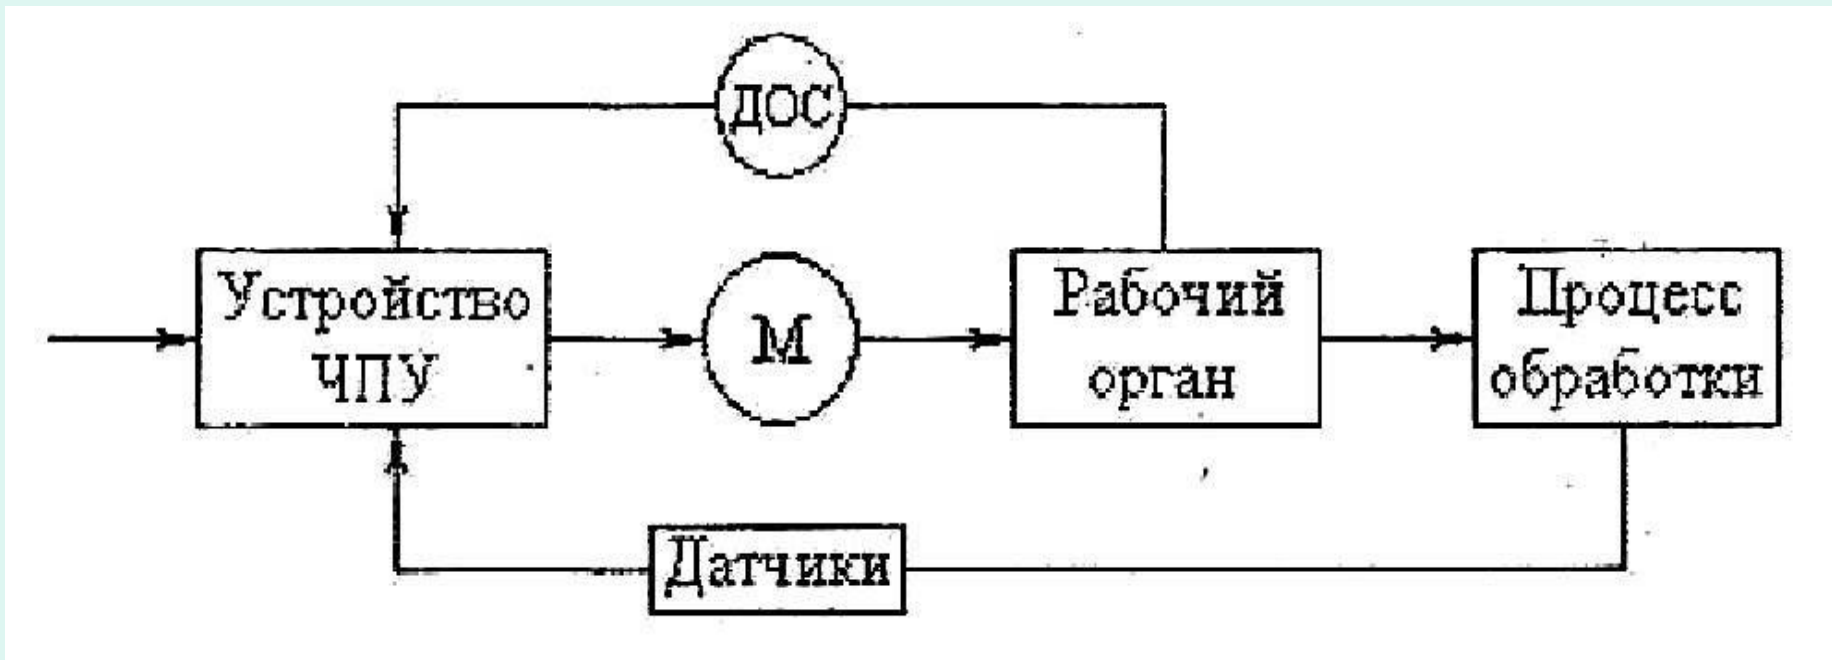 ДОС
Устройство
ЧПУ
М
Рабочий
орган
Процесс
обработки
Датчики